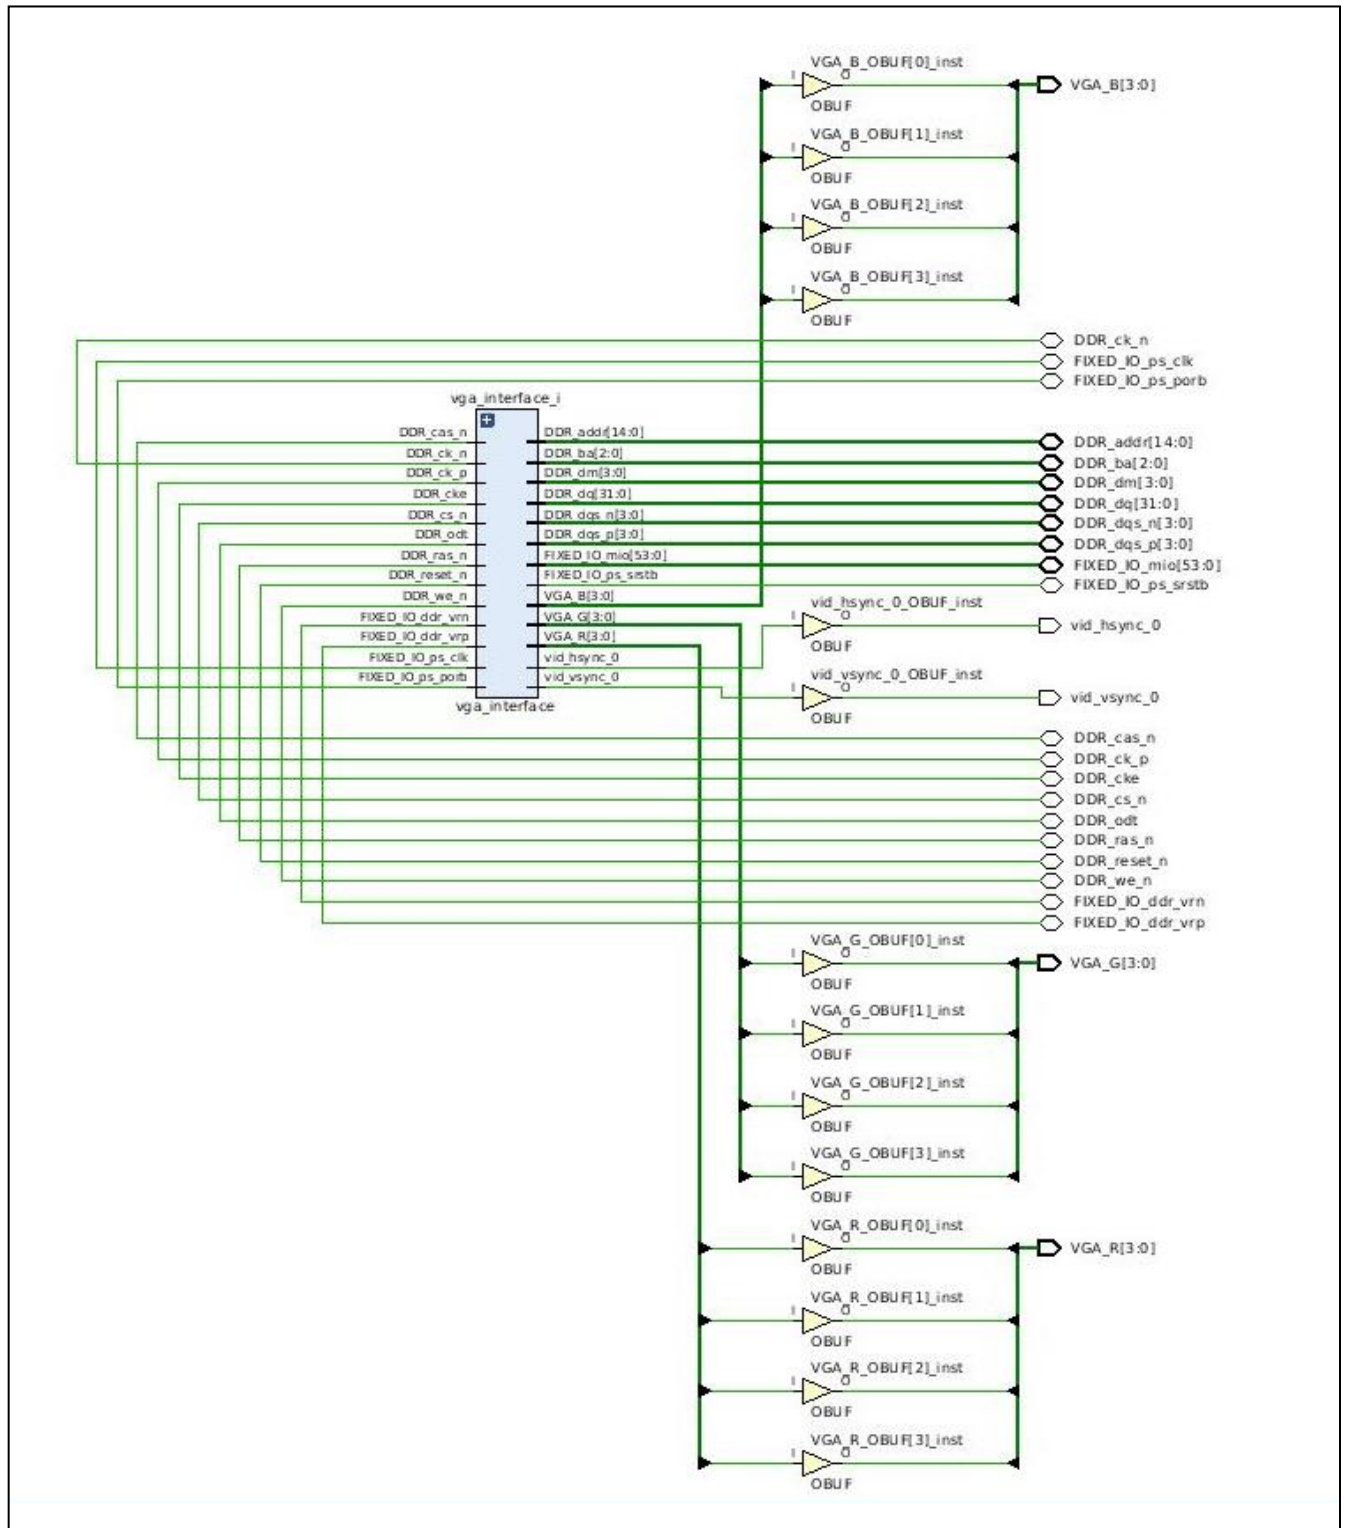 VGA_B_OBUF[0]_inst
I O
OBUF
VGA_B[3:0]
VGA_B_OBUF[1]_inst
I O
OBUF
VGA_B_OBUF[2]_inst
I O
OBUF
VGA_B_OBUF[3]_inst
I O
OBUF
DDR_ck_n
FIXED_IO_ps_clk
FIXED_IO_ps_porb
vga_interface_i
DDR_cas_n
DDR_ck_n
DDR_ck_p
DDR_cke
DDR_cs_n
DDR_odt
DDR_ras_n
DDR_reset_n
DDR_we_n
FIXED_IO_ddr_vrn
FIXED_IO_ddr_vrp
FIXED_IO_ps_clk
FIXED_IO_ps_porb
DDR_addr[14:0]
DDR_ba[2:0]
DDR_dm[3:0]
DDR_dq[31:0]
DDR_dqs_n[3:0]
DDR_dqs_p[3:0]
FIXED_IO_mio[53:0]
FIXED_IO_ps_srstb
VGA_B[3:0]
VGA_G[3:0]
VGA_R[3:0]
vid_hsync_0
vid_vsync_0
vga_interface
DDR_addr[14:0]
DDR_ba[2:0]
DDR_dm[3:0]
DDR_dq[31:0]
DDR_dqs_n[3:0]
DDR_dqs_p[3:0]
FIXED_IO_mio[53:0]
FIXED_IO_ps_srstb
vid_hsync_0_OBUF_inst
I O
OBUF
vid_hsync_0
vid_vsync_0_OBUF_inst
I O
OBUF
vid_vsync_0
DDR_cas_n
DDR_ck_p
DDR_cke
DDR_cs_n
DDR_odt
DDR_ras_n
DDR_reset_n
DDR_we_n
FIXED_IO_ddr_vrn
FIXED_IO_ddr_vrp
VGA_G_OBUF[0]_inst
I O
OBUF
VGA_G[3:0]
VGA_G_OBUF[1]_inst
I O
OBUF
VGA_G_OBUF[2]_inst
I O
OBUF
VGA_G_OBUF[3]_inst
I O
OBUF
VGA_R_OBUF[0]_inst
I O
OBUF
VGA_R[3:0]
VGA_R_OBUF[1]_inst
I O
OBUF
VGA_R_OBUF[2]_inst
I O
OBUF
VGA_R_OBUF[3]_inst
I O
OBUF